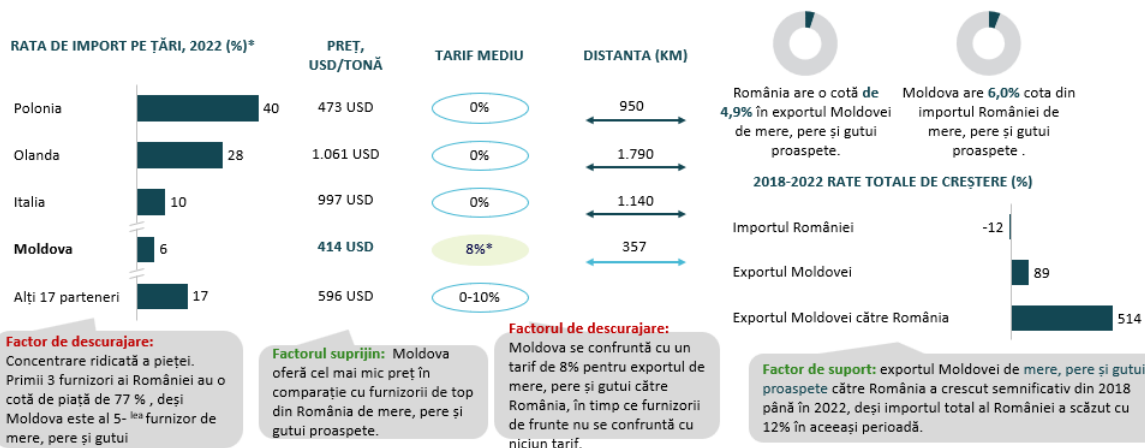 RATA DE IMPORT PE ȚĂRI, 2022 (%)*
PREȚ,
USD/TONĂ
TARIF MEDIU
DISTANTA (KM)
Polonia
40
473 USD
0%
950
Olanda
28
1.061 USD
0%
1.790
Italia
10
997 USD
0%
1.140
Moldova
6
414 USD
8%*
357
Alți 17 parteneri
17
596 USD
0-10%
România are o cotă de
4,9% în exportul Moldovei
de mere, pere și gutui
proaspete.
Moldova are 6,0% cota din
importul României de
mere, pere și gutui
proaspete .
2018-2022 RATE TOTALE DE CREȘTERE (%)
Importul României
-12
Exportul Moldovei
89
Exportul Moldovei către România
514
Factor de descurajare:
Concentrare ridicată a pieței.
Primii 3 furnizori ai României au o
cotă de piață de 77 % , deși
Moldova este al 5- lea furnizor de
mere, pere și gutui
Factorul suprijin: Moldova
oferă cel mai mic preț în
comparație cu furnizorii de top
din România de mere, pere și
gutui proaspete.
Factorul de descurajare:
Moldova se confruntă cu un
tarif de 8% pentru exportul de
mere, pere și gutui către
România, în timp ce furnizorii
de frunte nu se confruntă cu
niciun tarif.
Factor de suport: exportul Moldovei de mere, pere și gutui
proaspete către România a crescut semnificativ din 2018
până în 2022, deși importul total al României a scăzut cu
12% în aceeași perioadă.